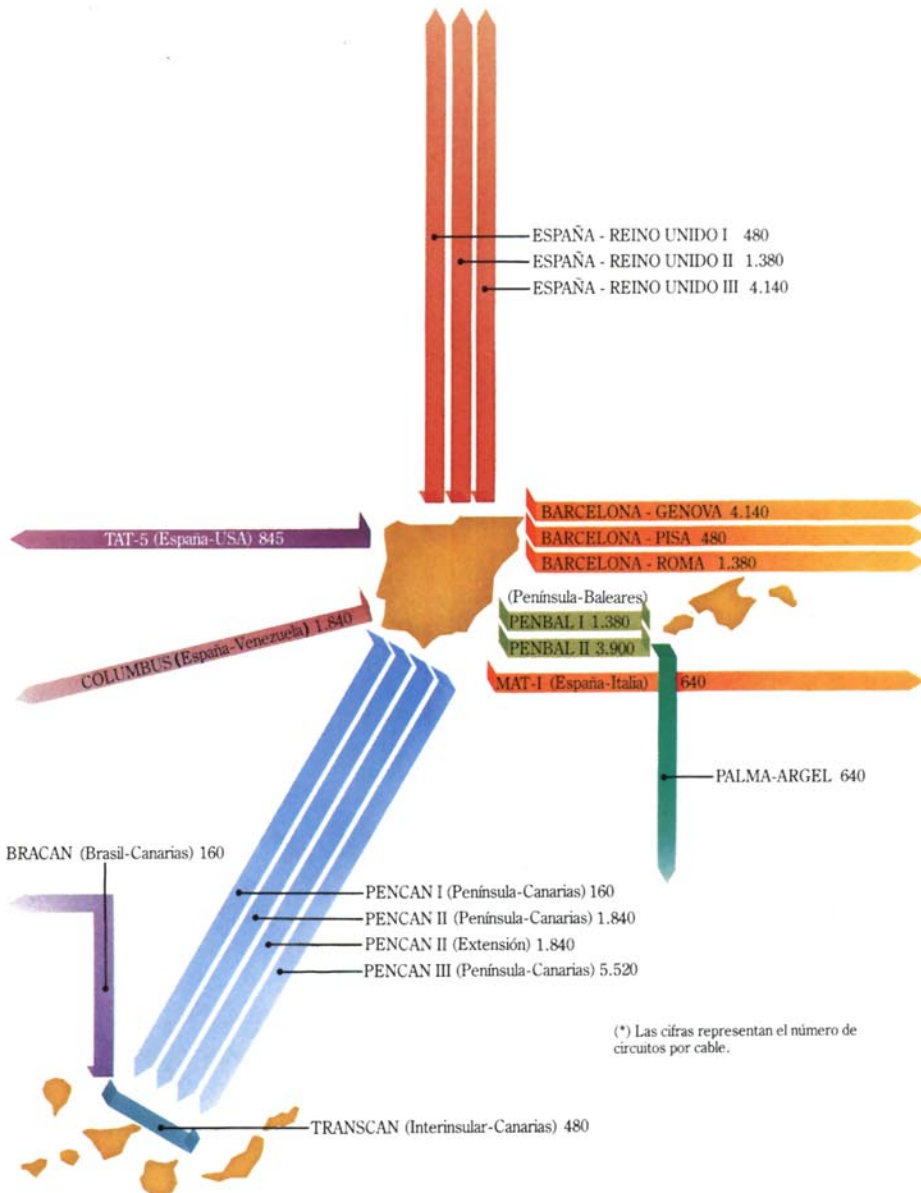 ESPAÑA - REINO UNIDO I 480
ESPAÑA - REINO UNIDO II 1.380
ESPAÑA - REINO UNIDO III 4.140
BARCELONA - GENOVA 4.140
TAT-5 (España-USA) 845
BARCELONA - PISA 480
BARCELONA - ROMA 1.380
(Península-Baleares)
PENBAL I 1.380
PENBAL II 3.900
COLUMBUS (España-Venezuela) 1.840
MAT-I (España-Italia) 640
PALMA-ARGEL 640
BRACAN (Brasil-Canarias) 160
PENCAN I (Península-Canarias) 160
PENCAN II (Península-Canarias) 1.840
PENCAN II (Extensión) 1.840
PENCAN III (Península-Canarias) 5.520
(*) Las cifras representan el número de
circuitos por cable.
TRANSCAN (Interinsular-Canarias) 480